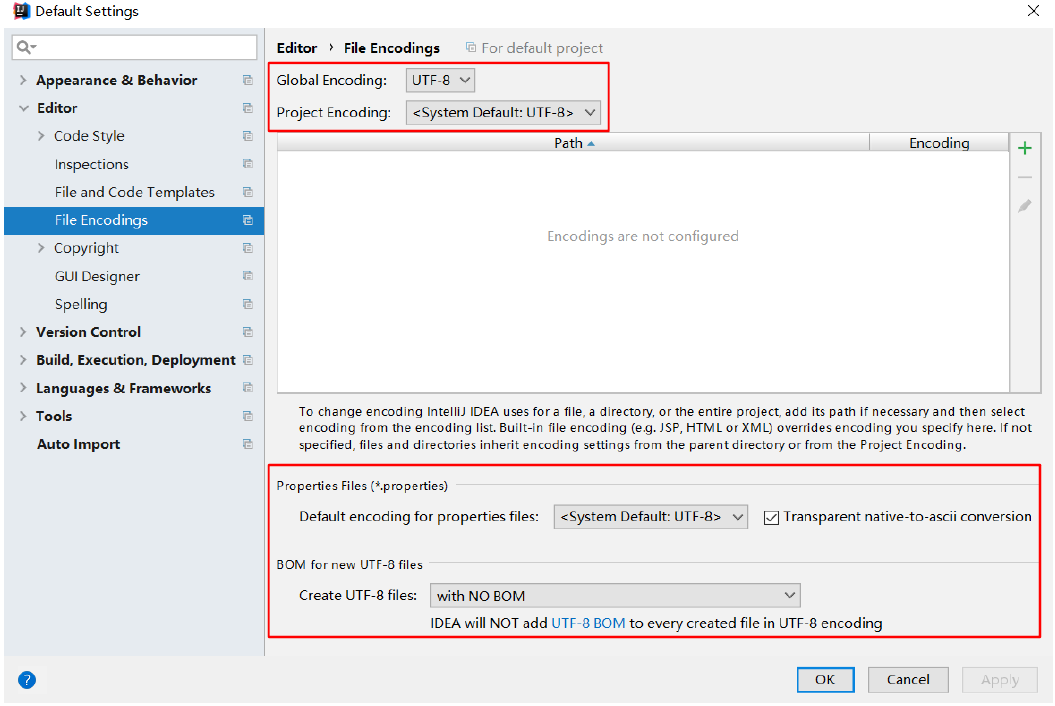 Default Settings
Editor › File Encodings For default project
Global Encoding: UTF-8
Project Encoding: <System Default: UTF-8>
Appearance & Behavior
Editor
Code Style
Inspections
File and Code Templates
File Encodings
Copyright
GUI Designer
Spelling
Version Control
Build, Execution, Deployment
Languages & Frameworks
Tools
Auto Import
Path Encoding
Encodings are not configured
To change encoding IntelliJ IDEA uses for a file, a directory, or the entire project, add its path if necessary and then select
encoding from the encoding list. Built-in file encoding (e.g. JSP, HTML or XML) overrides encoding you specify here. If not
specified, files and directories inherit encoding settings from the parent directory or from the Project Encoding.
Properties Files (*.properties)
Default encoding for properties files: <System Default: UTF-8> Transparent native-to-ascii conversion
BOM for new UTF-8 files
Create UTF-8 files: with NO BOM
IDEA will NOT add UTF-8 BOM to every created file in UTF-8 encoding
? OK Cancel Apply